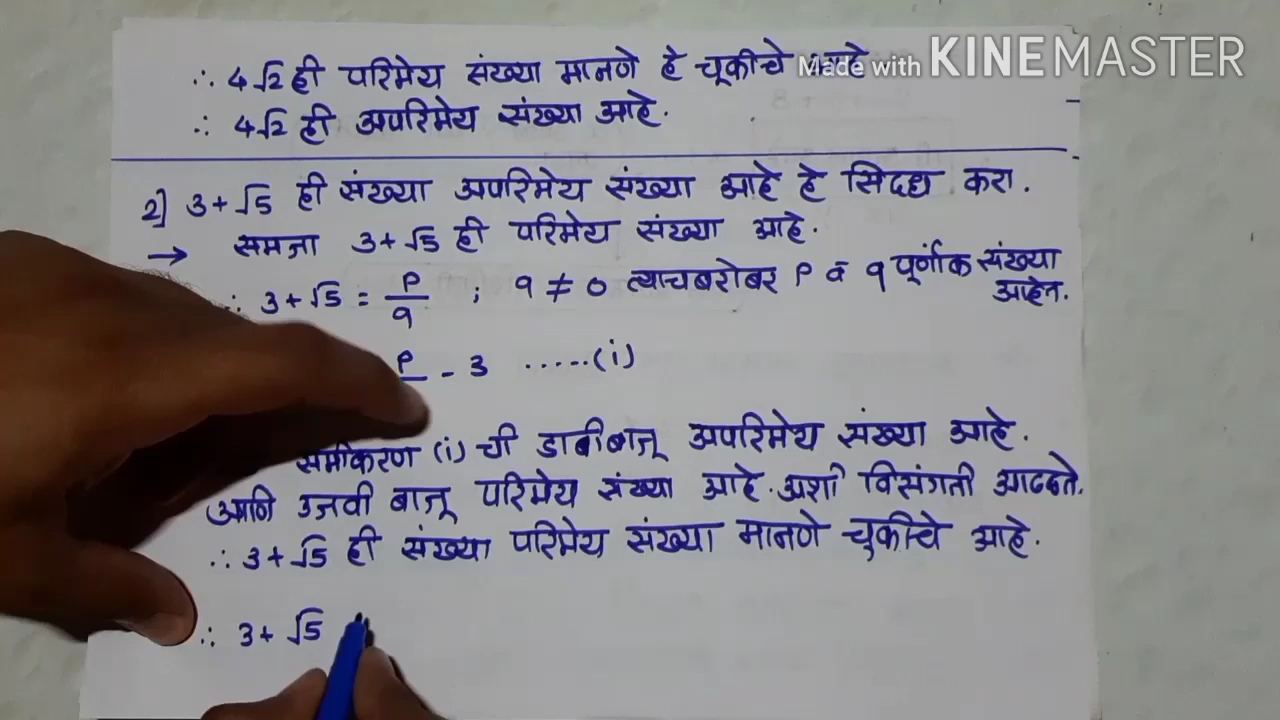 ∴ 4√2 ही परिमेय संख्या मानणे हे चूकीचे आहे
Made with KINEMASTER
∴ 4√2 ही अपरिमेय संख्या आहे.
2] 3+√5 ही संख्या अपरिमेय संख्या आहे हे सिद्ध करा.
→ समजा 3+√5 ही परिमेय संख्या आहे.
∴ 3+√5 = p/q ; q ≠ 0 त्याचबरोबर p व q पूर्णांक संख्या आहेत.
p - 3 .....(i)
समीकरण (i) ची डाबीबाजू अपरिमेय संख्या आहे.
आणि उजवी बाजू परिमेय संख्या आहे. अशी विसंगती आढळते.
∴ 3+√5 ही संख्या परिमेय संख्या मानणे चुकीचे आहे.
∴ 3+√5